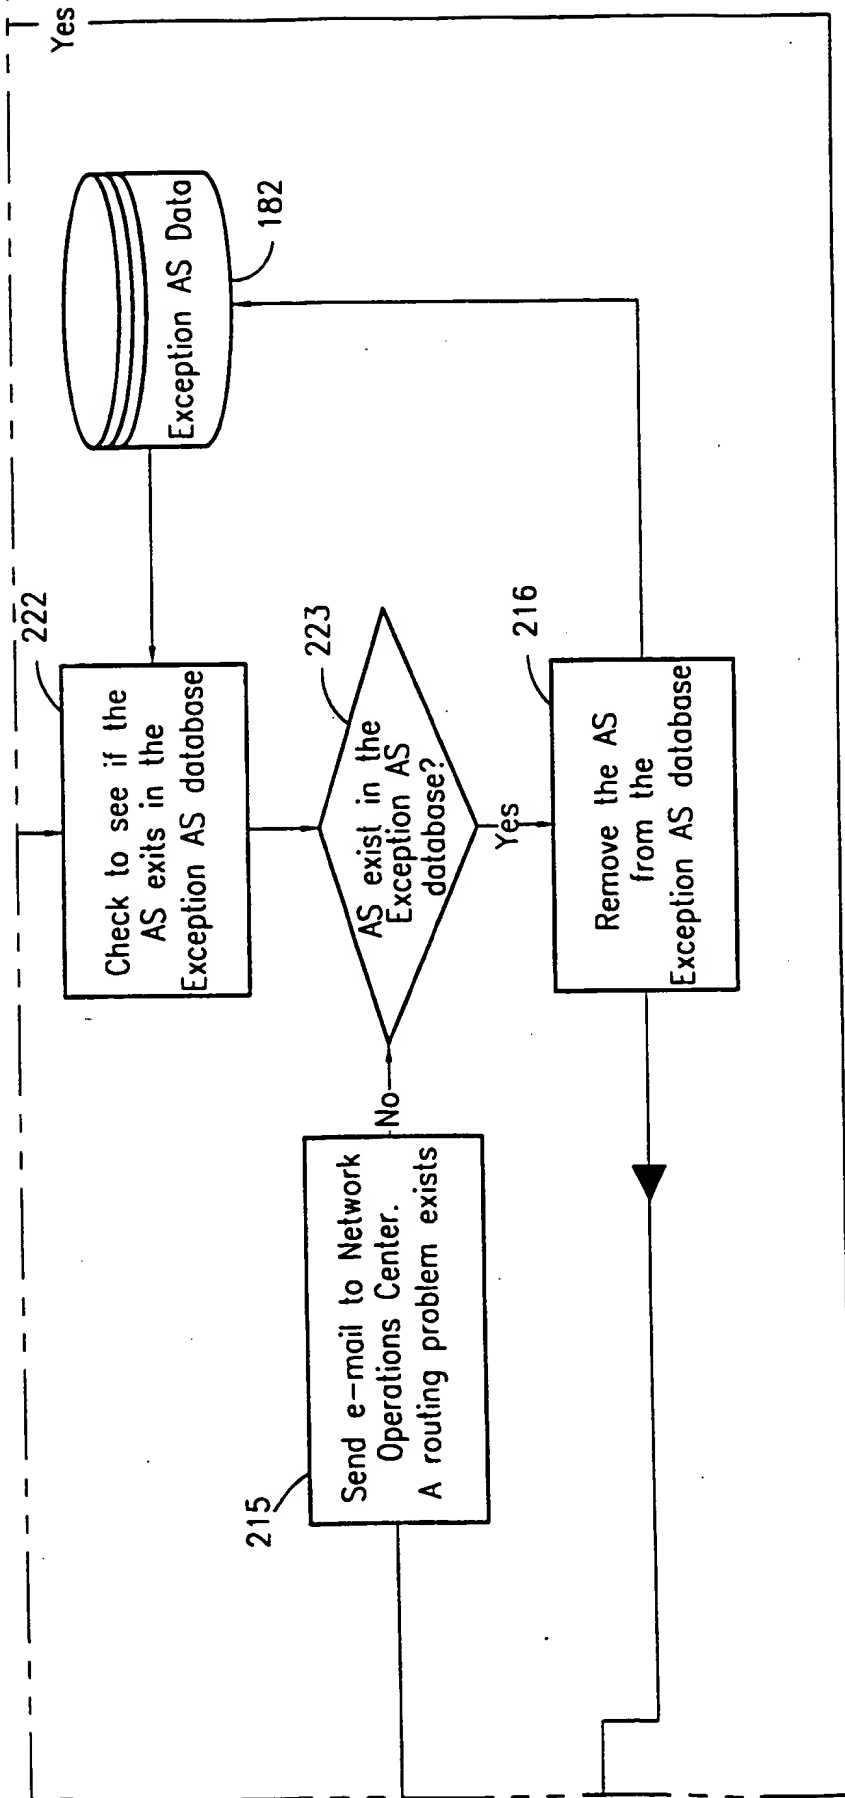 Yes
Exception AS Data
182
222
Check to see if the
AS exits in the
Exception AS database
223
AS exist in the
Exception AS
database?
Yes
216
Remove the AS
from the
Exception AS database
No
215
Send e-mail to Network
Operations Center.
A routing problem exists